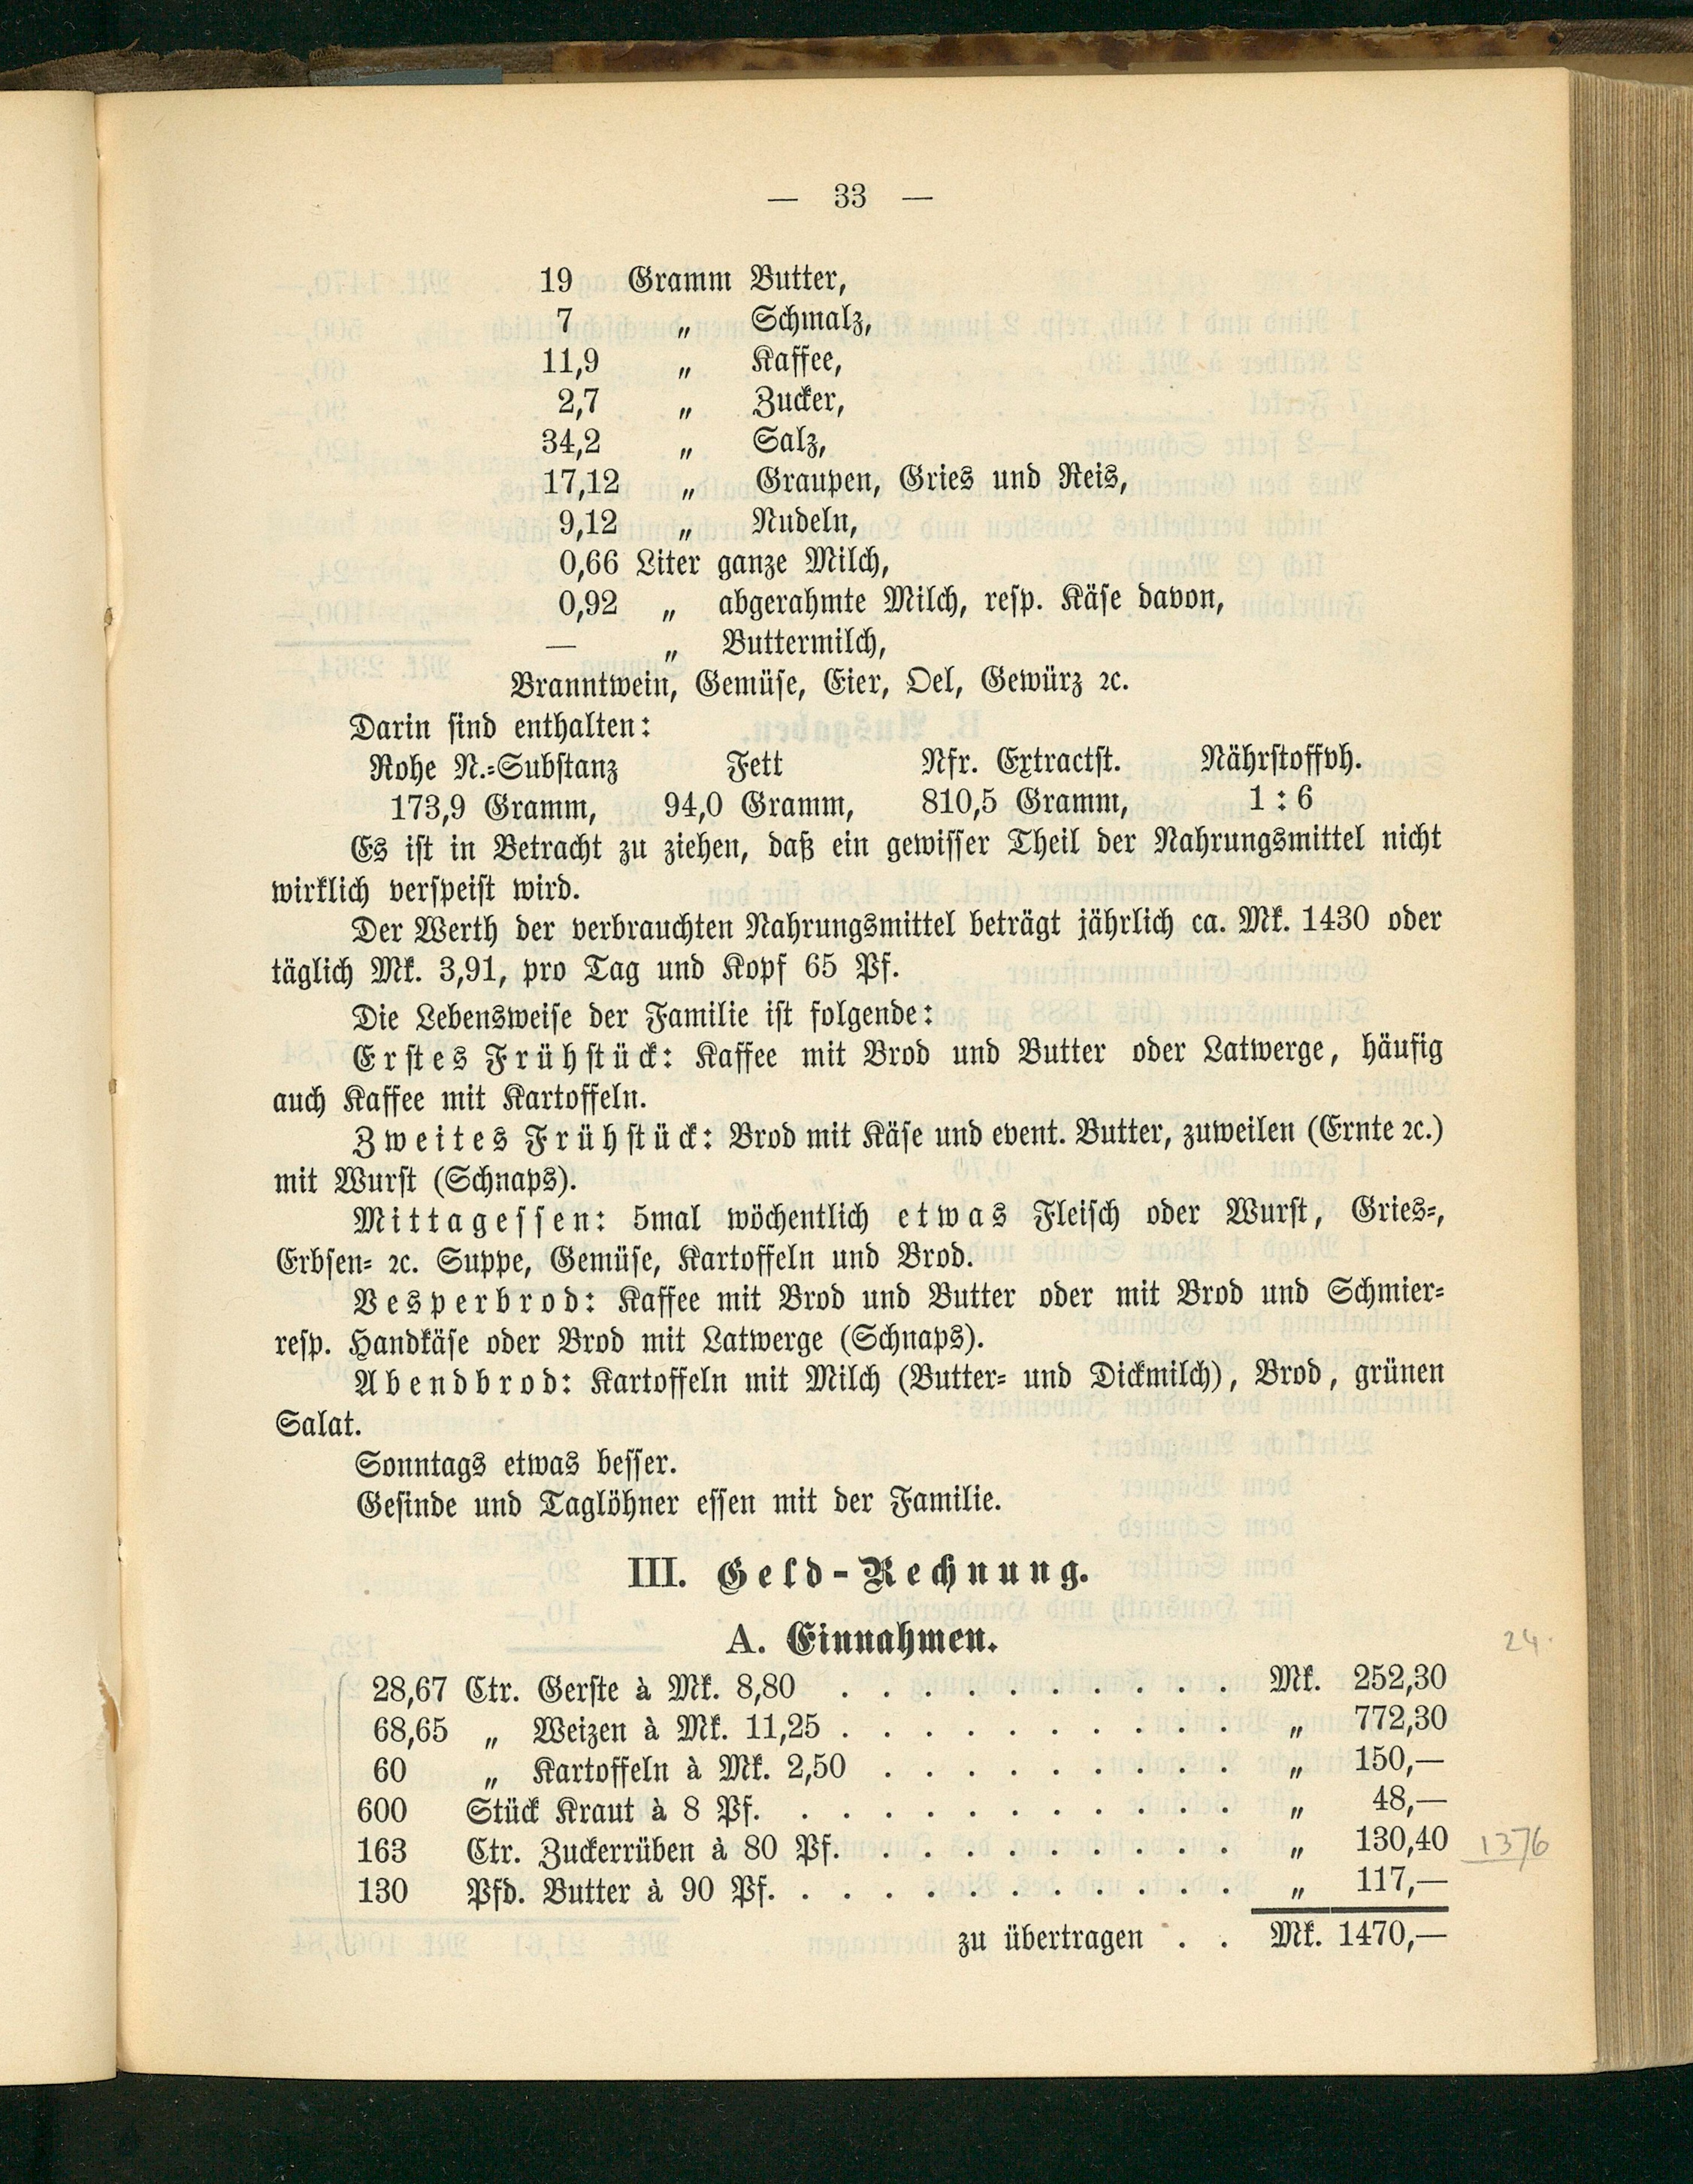 — 33 —
19 Gramm Butter,
7 „ Schmalz,
11,9 „ Kaffee,
2,7 „ Zucker,
34,2 „ Salz,
17,12 „ Graupen, Gries und Reis,
9,12 „ Nudeln,
0,66 Liter ganze Milch,
0,92 „ abgerahmte Milch, resp. Käse davon,
— „ Buttermilch,
Branntwein, Gemüse, Eier, Oel, Gewürz ꝛc.
Darin sind enthalten:
Rohe N.-Substanz Fett Nfr. Extractst. Nährstoffvh.
173,9 Gramm, 94,0 Gramm, 810,5 Gramm, 1 : 6
Es ist in Betracht zu ziehen, daß ein gewisser Theil der Nahrungsmittel nicht
wirklich verspeist wird.
Der Werth der verbrauchten Nahrungsmittel beträgt jährlich ca. Mk. 1430 oder
täglich Mk. 3,91, pro Tag und Kopf 65 Pf.
Die Lebensweise der Familie ist folgende:
Erstes Frühstück: Kaffee mit Brod und Butter oder Latwerge, häufig
auch Kaffee mit Kartoffeln.
Zweites Frühstück: Brod mit Käse und event. Butter, zuweilen (Ernte ꝛc.)
mit Wurst (Schnaps).
Mittagessen: 5mal wöchentlich etwas Fleisch oder Wurst, Gries-,
Erbsen- ꝛc. Suppe, Gemüse, Kartoffeln und Brod.
Vesperbrod: Kaffee mit Brod und Butter oder mit Brod und Schmier-
resp. Handkäse oder Brod mit Latwerge (Schnaps).
Abendbrod: Kartoffeln mit Milch (Butter- und Dickmilch), Brod, grünen
Salat.
Sonntags etwas besser.
Gesinde und Taglöhner essen mit der Familie.
III. Geld-Rechnung.
A. Einnahmen.
24.
28,67 Ctr. Gerste à Mk. 8,80 . . . . . . . . . . Mk. 252,30
68,65 „ Weizen à Mk. 11,25 . . . . . . . . . . „ 772,30
60 „ Kartoffeln à Mk. 2,50 . . . . . . . . . „ 150,—
600 Stück Kraut à 8 Pf. . . . . . . . . . . . „ 48,—
163 Ctr. Zuckerrüben à 80 Pf. . . . . . . . . . „ 130,40 1376
130 Pfd. Butter à 90 Pf. . . . . . . . . . . . „ 117,—
zu übertragen . . Mk. 1470,—